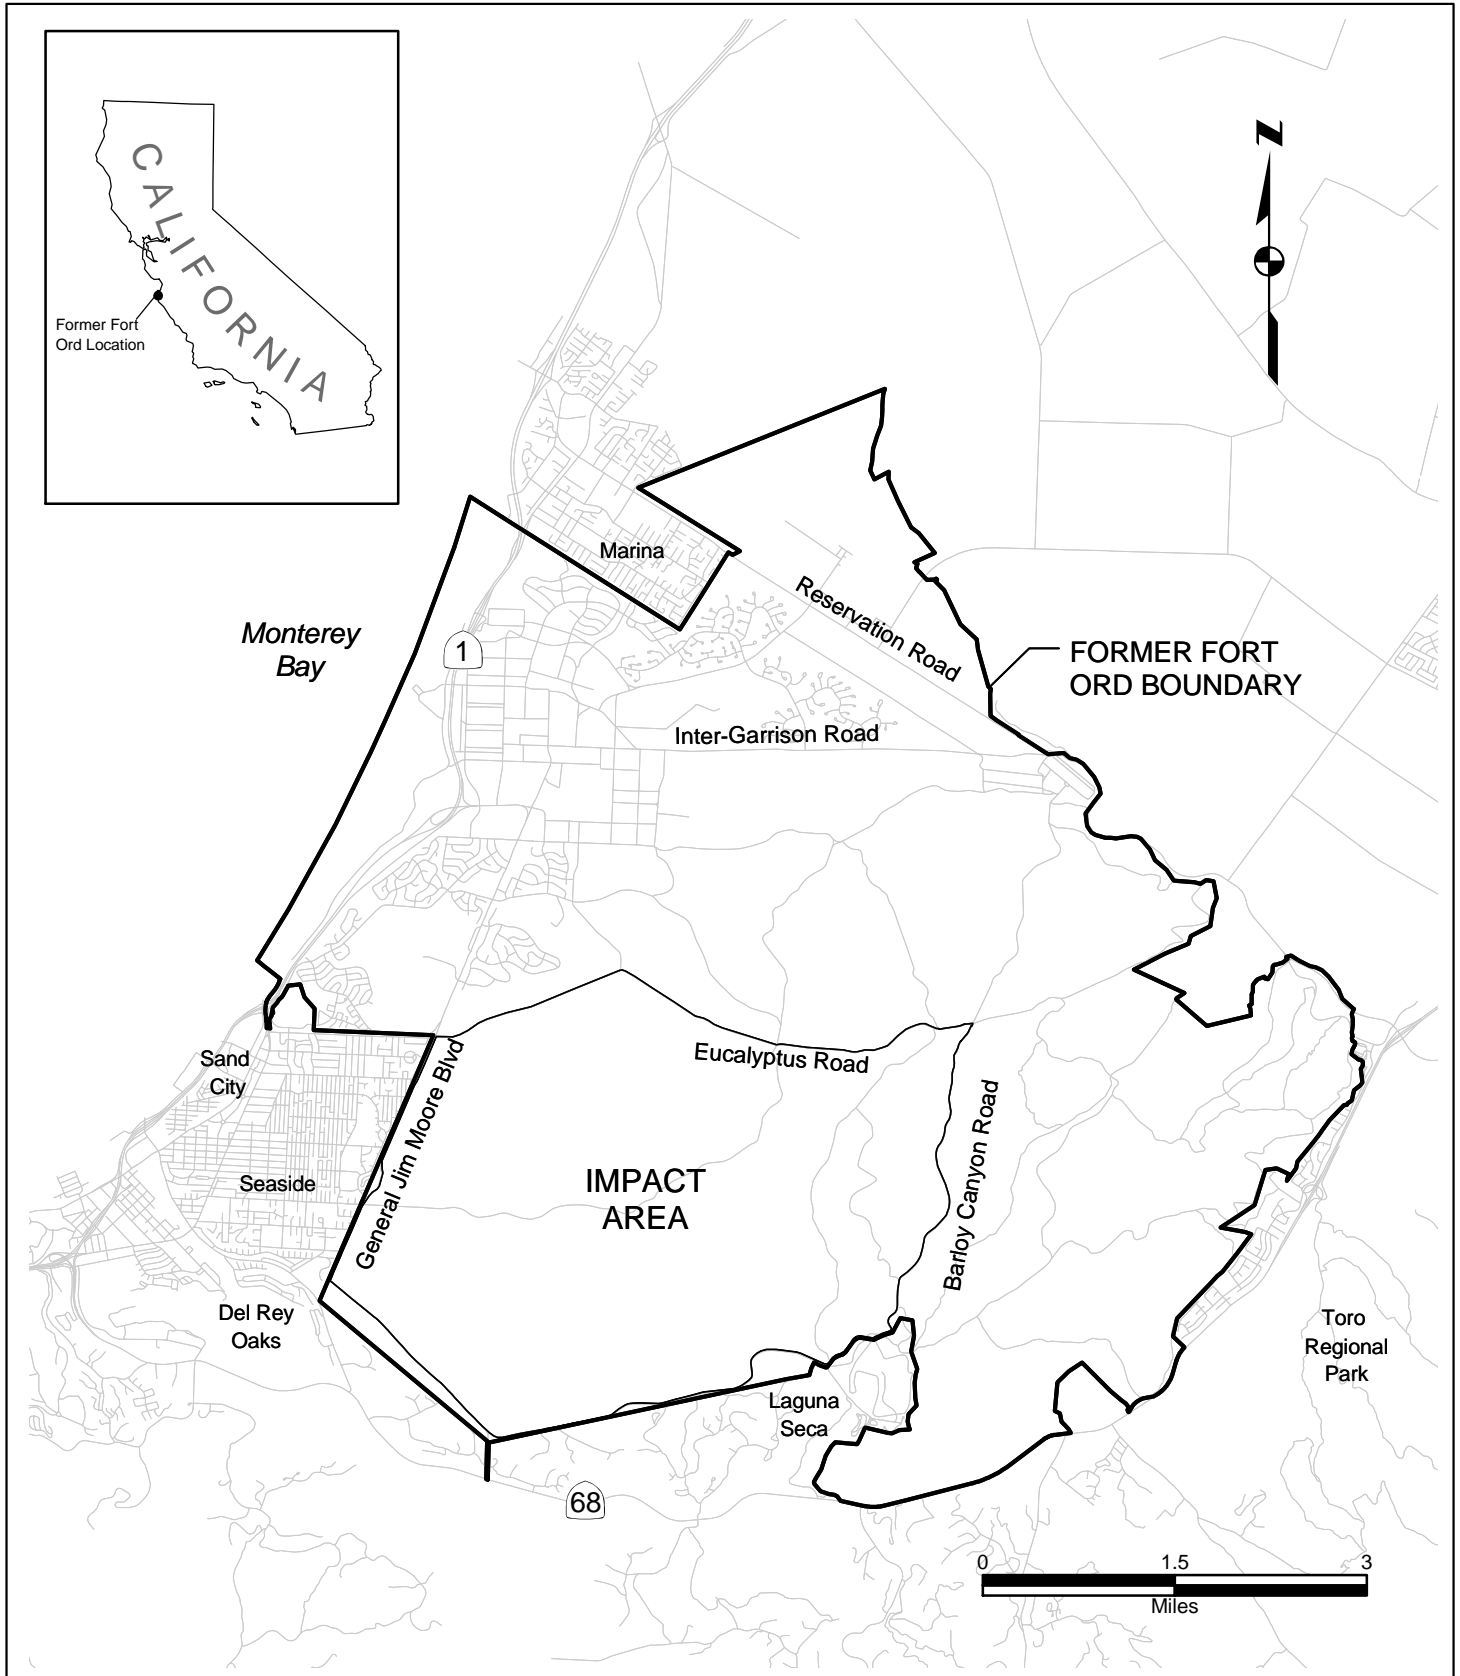 CALIFORNIA
Former Fort
Ord Location
N
Marina
Reservation Road
Monterey
Bay
1
FORMER FORT
ORD BOUNDARY
Inter-Garrison Road
Sand
City
Eucalyptus Road
General Jim Moore Blvd
Barloy Canyon Road
Seaside
IMPACT
AREA
Del Rey
Oaks
Toro
Regional
Park
Laguna
Seca
68
0 1.5 3
Miles